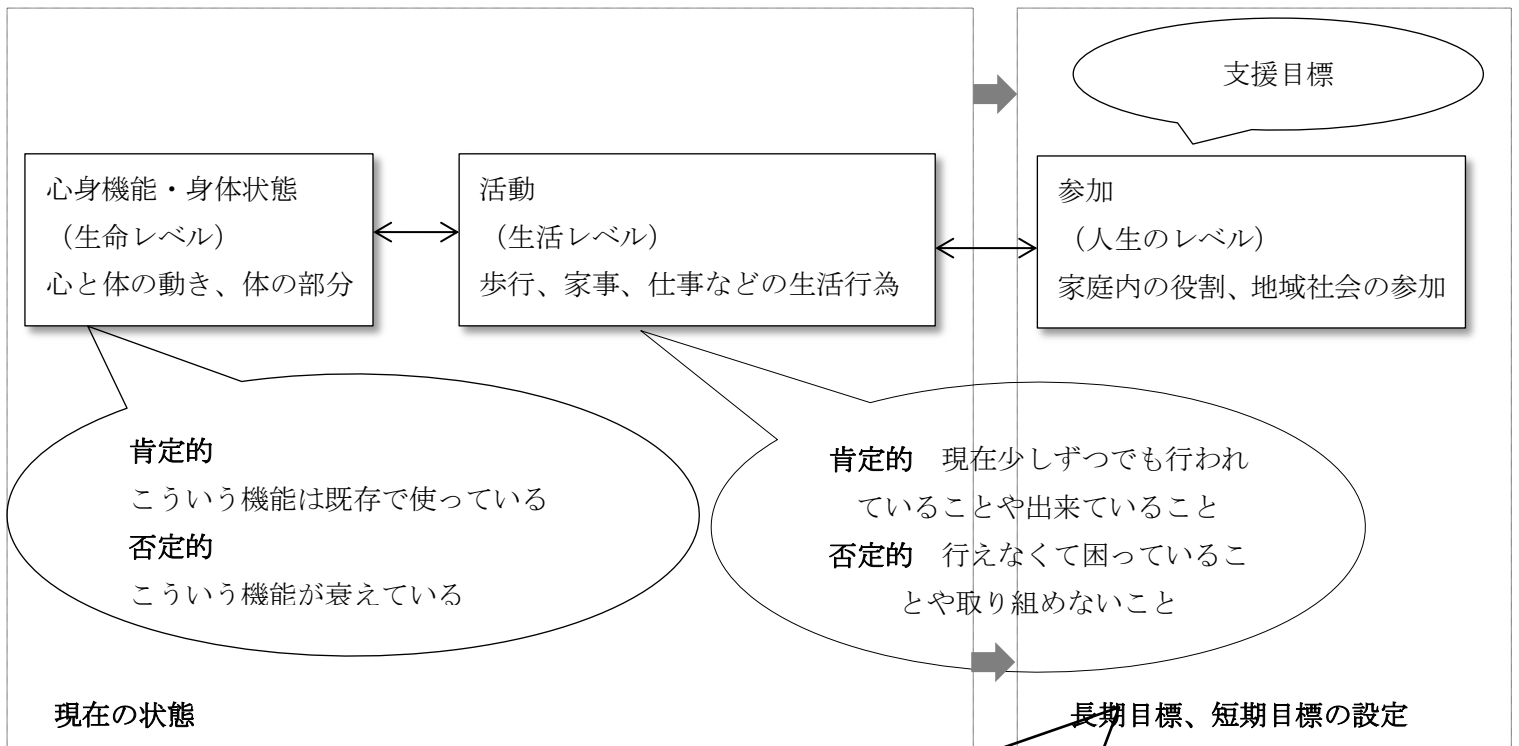 支援目標
心身機能・身体状態
（生命レベル）
心と体の動き、体の部分
活動
（生活レベル）
歩行、家事、仕事などの生活行為
参加
（人生のレベル）
家庭内の役割、地域社会の参加
肯定的
こういう機能は既存で使っている
否定的
こういう機能が衰えている
肯定的　現在少しずつでも行われ
ていることや出来ていること
否定的　行えなくて困っているこ
とや取り組めないこと
現在の状態
長期目標、短期目標の設定